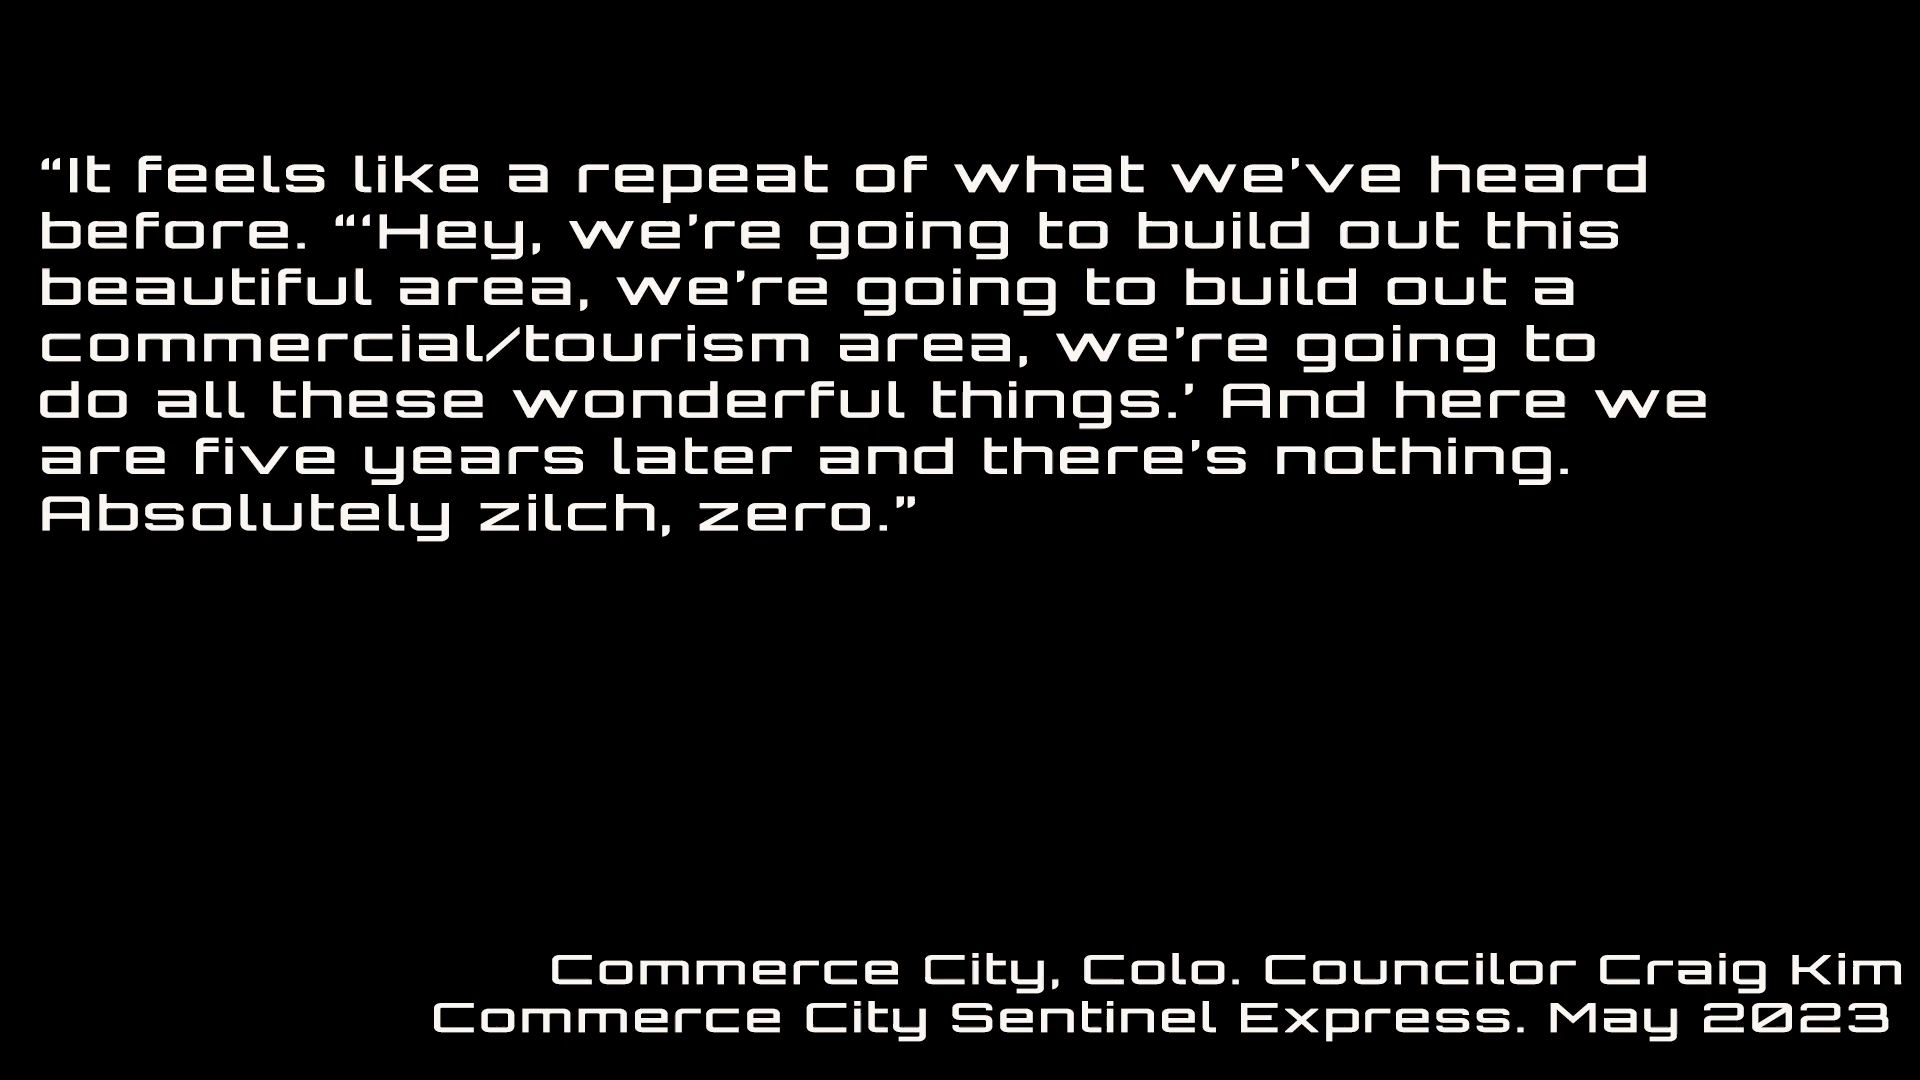 “It feels like a repeat of what we’ve heard
before. “‘Hey, we’re going to build out this
beautiful area, we’re going to build out a
commercial/tourism area, we’re going to
do all these wonderful things.’ And here we
are five years later and there’s nothing.
Absolutely zilch, zero.”
Commerce City, Colo. Councilor Craig Kim
Commerce City Sentinel Express. May 2023